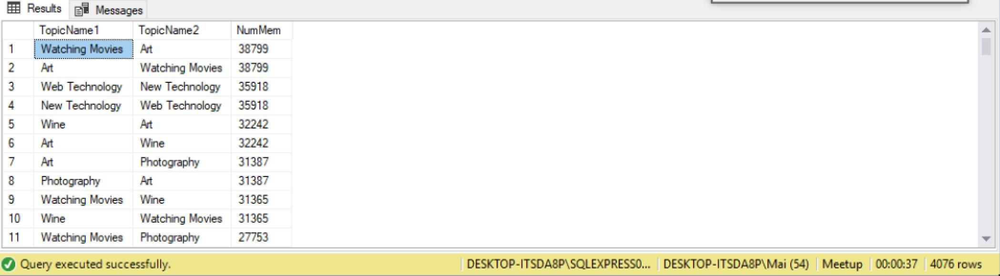 Results Messages
TopicName1 TopicName2 NumMem
1 Watching Movies Art 38799
2 Art Watching Movies 38799
3 Web Technology New Technology 35918
4 New Technology Web Technology 35918
5 Wine Art 32242
6 Art Wine 32242
7 Art Photography 31387
8 Photography Art 31387
9 Watching Movies Wine 31365
10 Wine Watching Movies 31365
11 Watching Movies Photography 27753
Query executed successfully. DESKTOP-ITSDA8P\SQLEXPRESS0... DESKTOP-ITSDA8P\Mai (54) Meetup 00:00:37 4076 rows